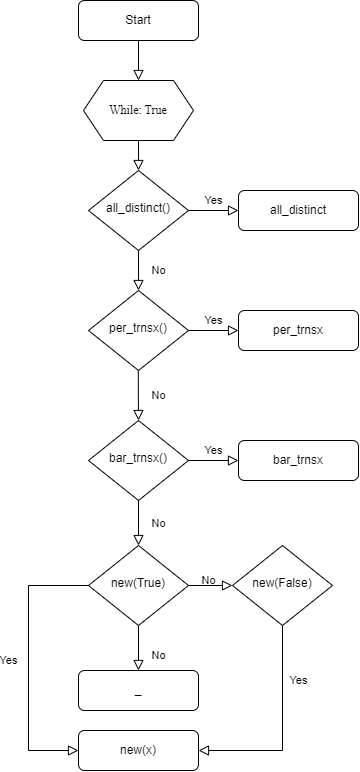 Start
While: True
all_distinct()
Yes
all_distinct
No
per_trnsx()
Yes
per_trnsx
No
bar_trnsx()
Yes
bar_trnsx
No
new(True)
No
new(False)
Yes
No
Yes
_
new(x)